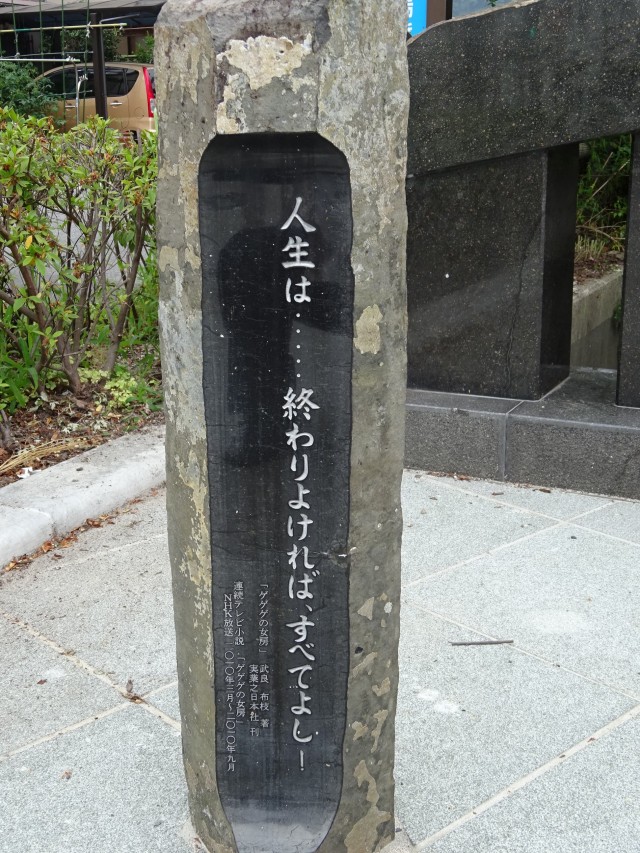 人生は‥‥‥終わりよければ、すべてよし！
「ゲゲゲの女房」　武良　布枝　著
実業之日本社　刊
連続テレビ小説　「ゲゲゲの女房」
NHK放送　二〇一〇年三月～二〇一〇年九月